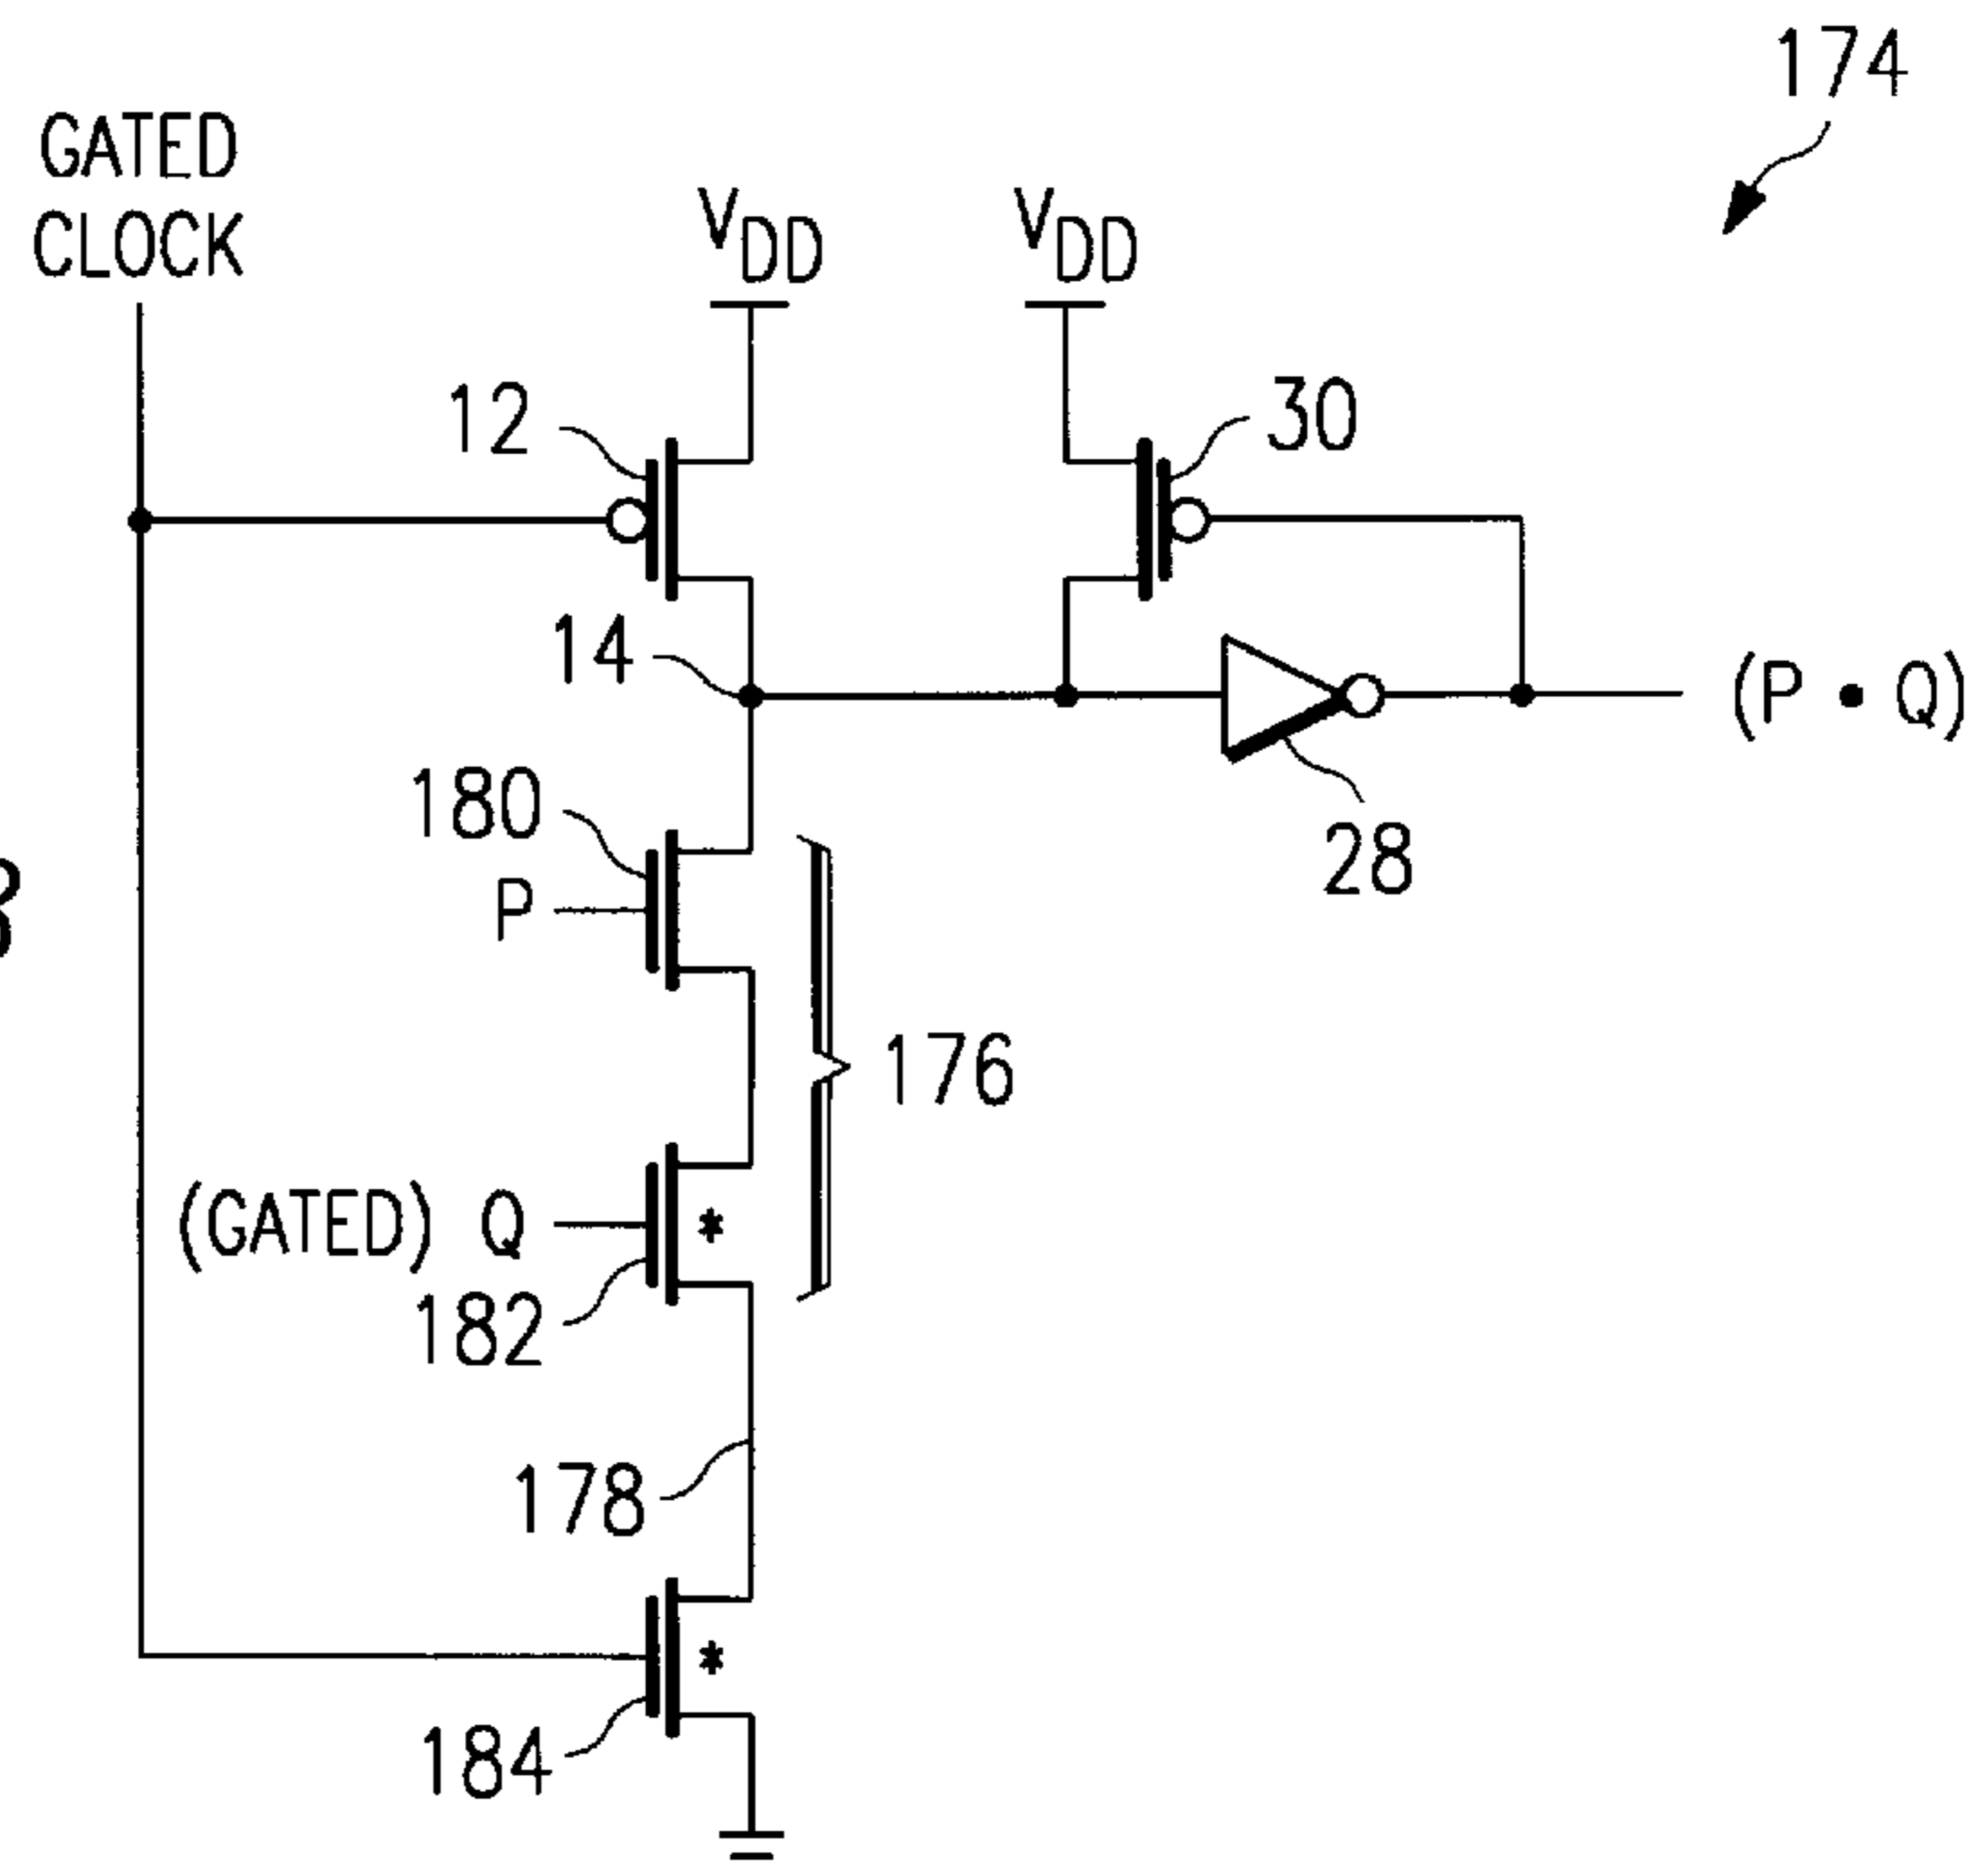 174
GATED
CLOCK
VDD
VDD
12
30
14
(P • Q)
180
28
P
176
(GATED) Q
*
182
178
*
184